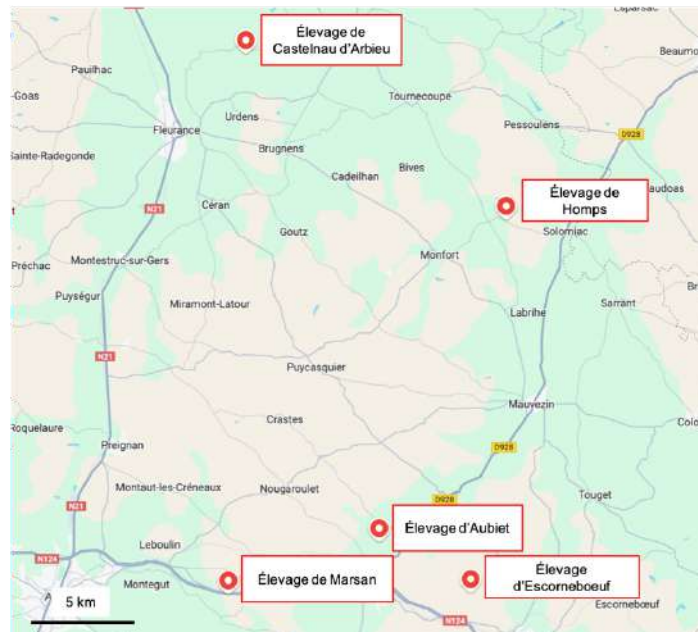 Esparsac
Élevage de
Castelnau d'Arbieu
Beaumo
Pauilhac
-Goas
Tournecoupe
Urdens
Pessoulens
Fleurance
D928
Brugnens
Sainte-Radegonde
Bives
Cadeilhan
Élevage de
Homps
audoas
N21
Céran
Goutz
Solomiac
Monfort
Préchac
Montestruc-sur-Gers
Puységur
Sarrant
Miramont-Latour
Labrihe
N21
Puycasquier
Mauvezin
Crastes
Roquelaure
Colo
Preignan
D928
Montaut-les-Créneaux
Nougaroulet
D928
Touget
N21
Élevage d'Aubiet
Leboulin
N124
Élevage de Marsan
Élevage
d'Escorneboeuf
Montegut
5 km
Escornebœuf
N124